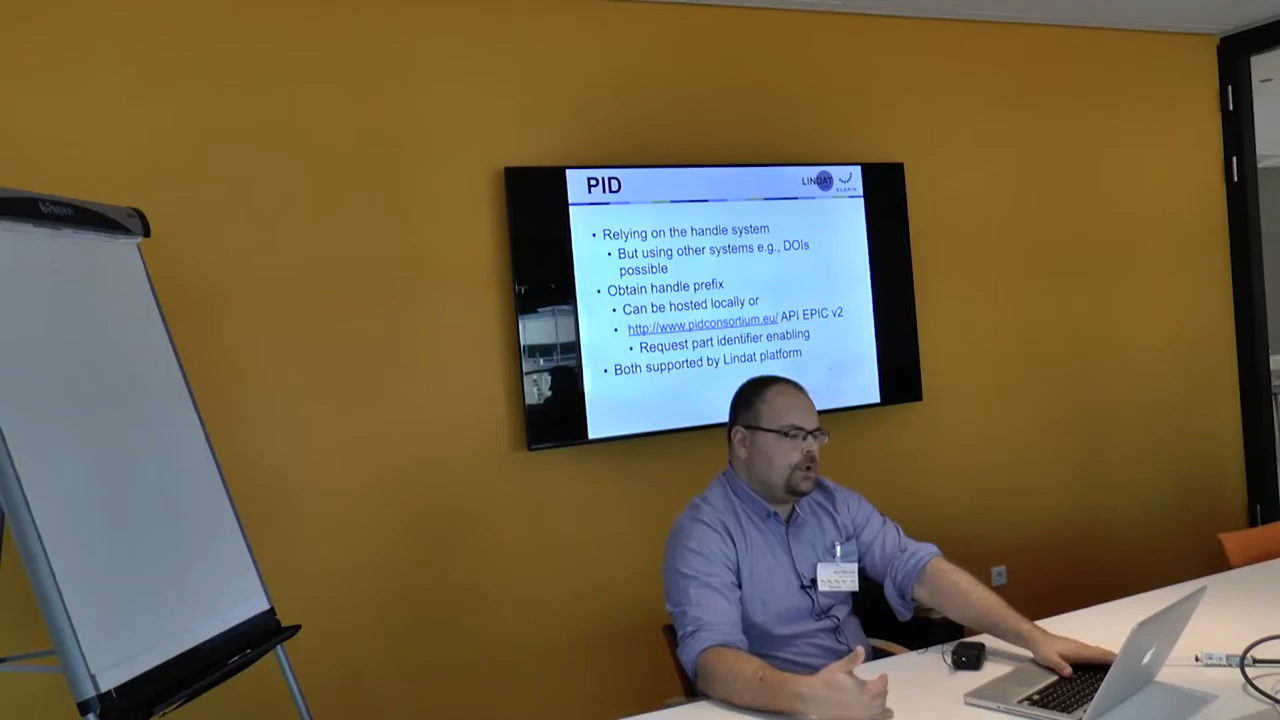 PID
LINDAT
CLARIN
• Relying on the handle system
• But using other systems e.g., DOIs
possible
• Obtain handle prefix
• Can be hosted locally or
• http://www.pidconsortium.eu/ API EPIC v2
• Request part identifier enabling
• Both supported by Lindat platform